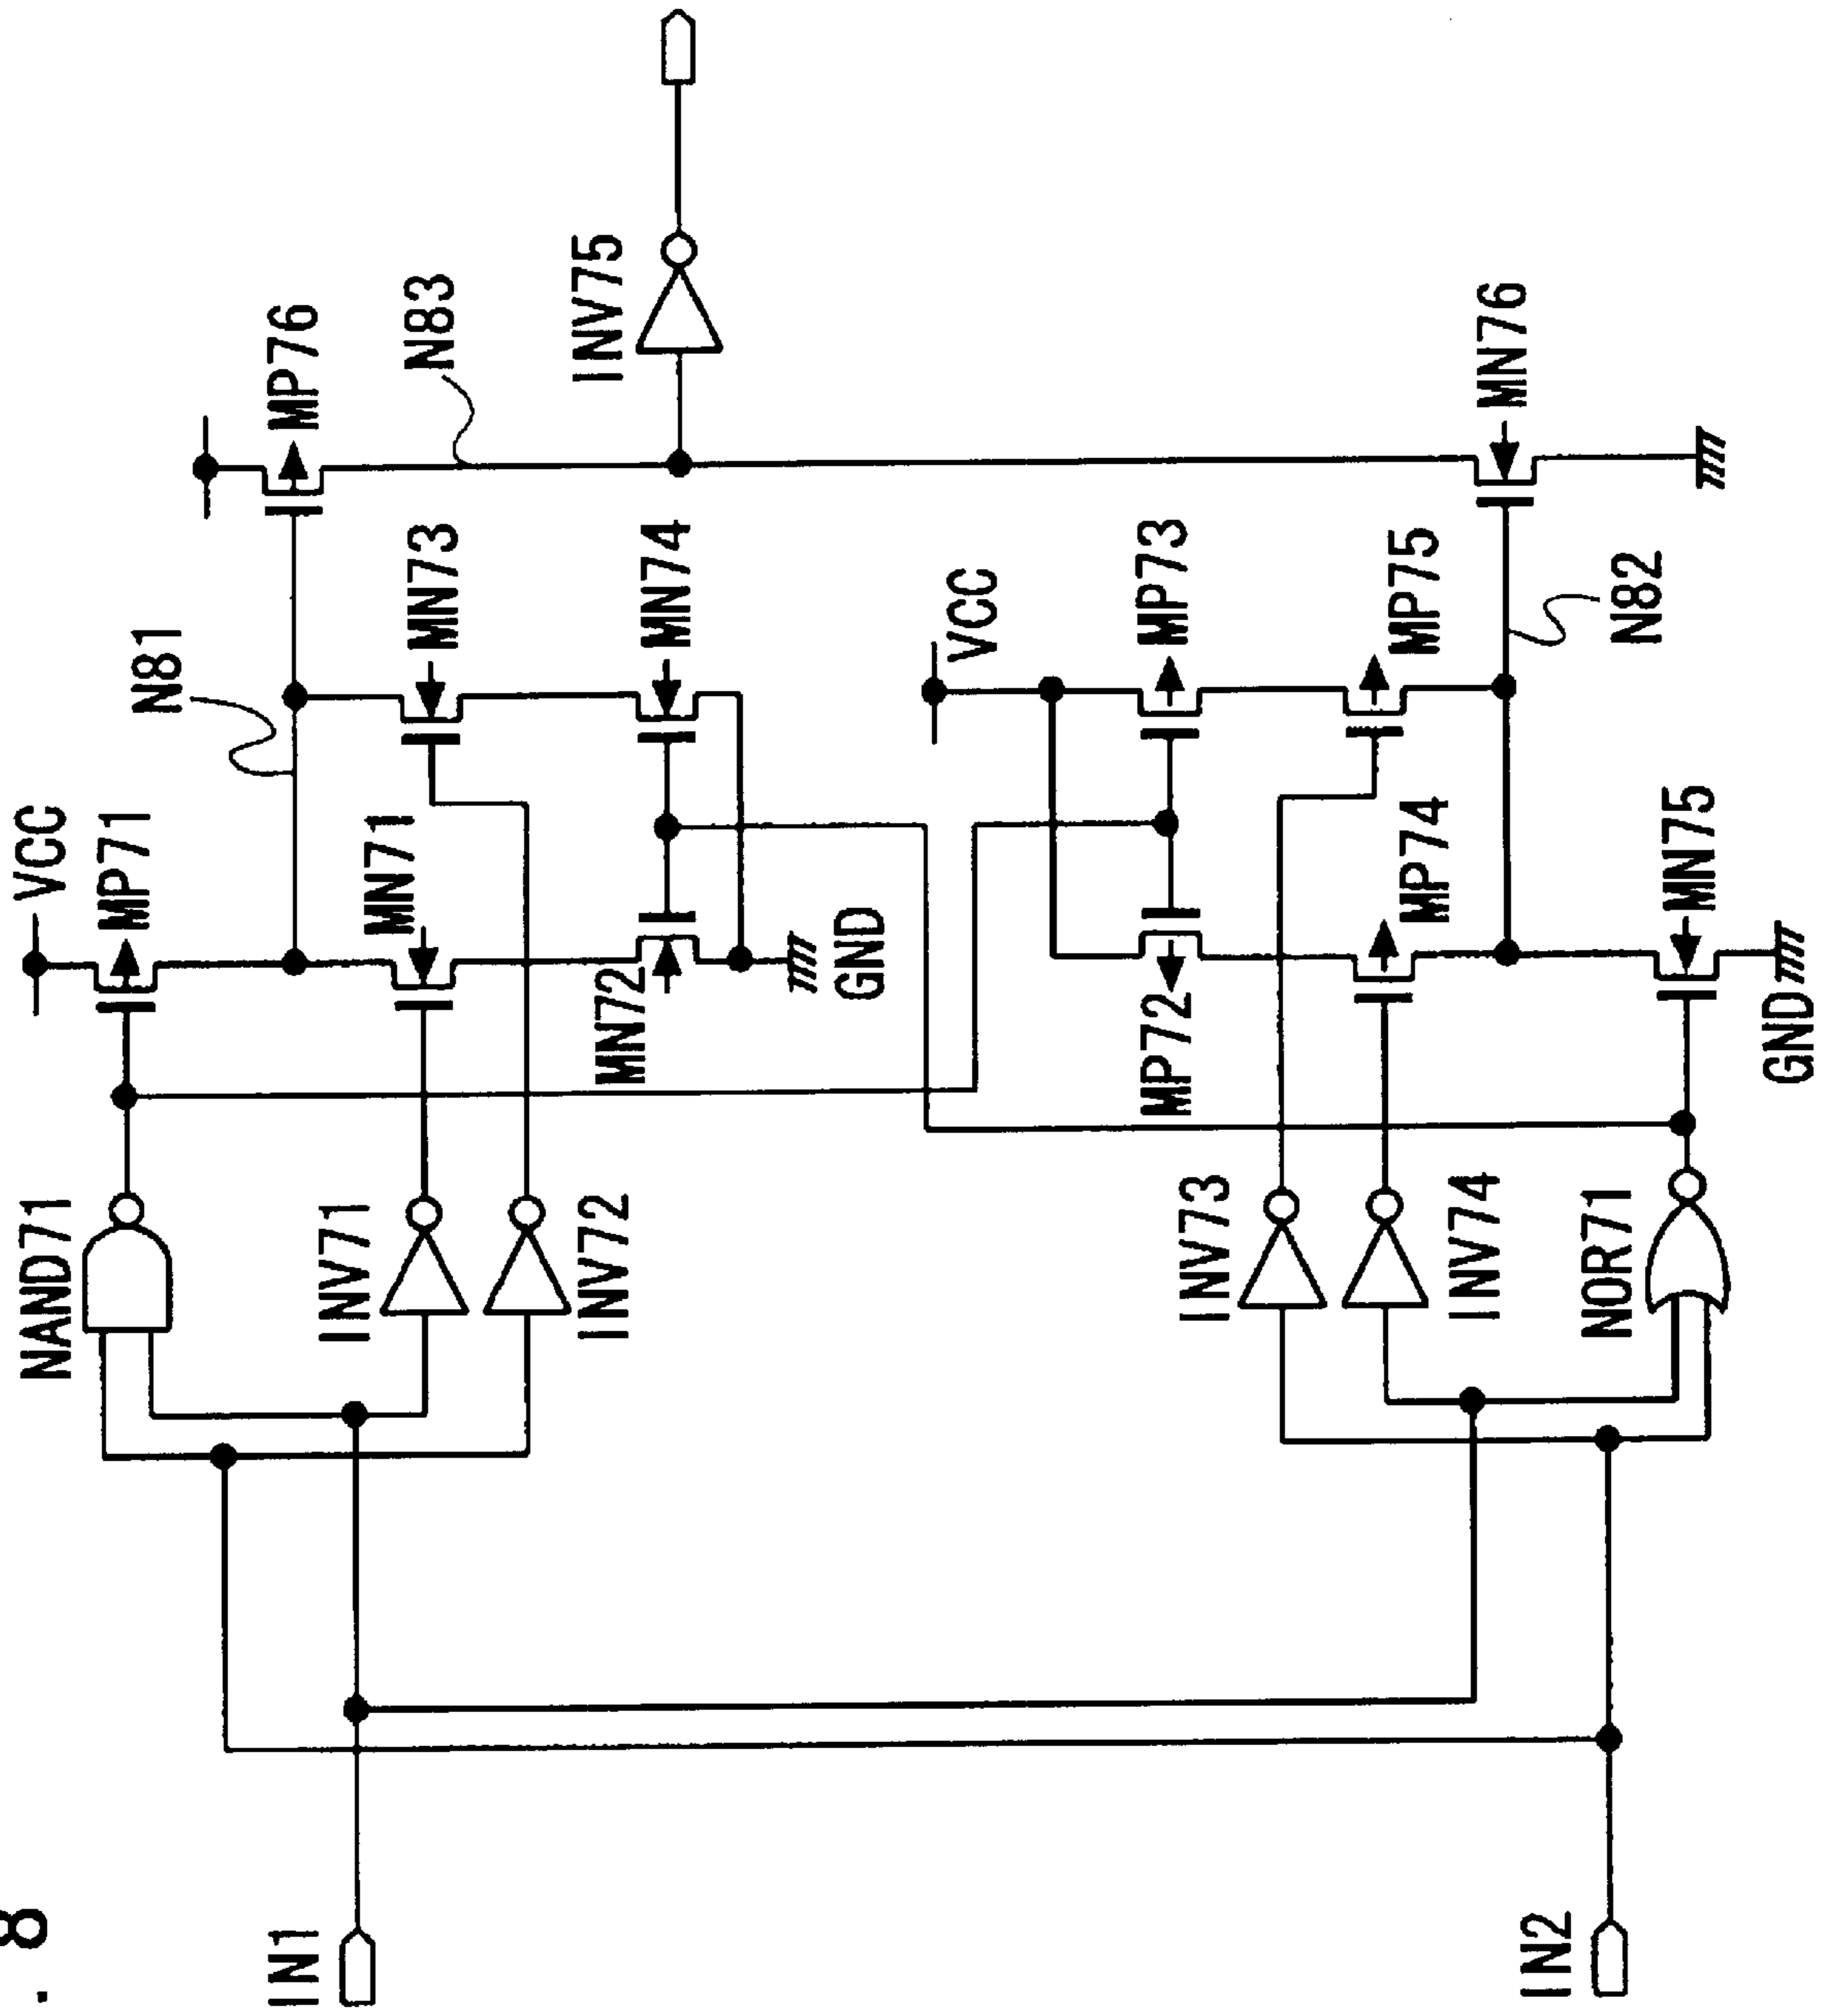 . 8
IN1
IN2
NAND71
INV71
INV72
INV73
INV74
NOR71
VCC
MP71
MN71
MN72
GND
MP72
MP74
MN75
GND
N81
MN73
MN74
VCC
MP73
MP75
N82
MP76
N83
INV75
MN76